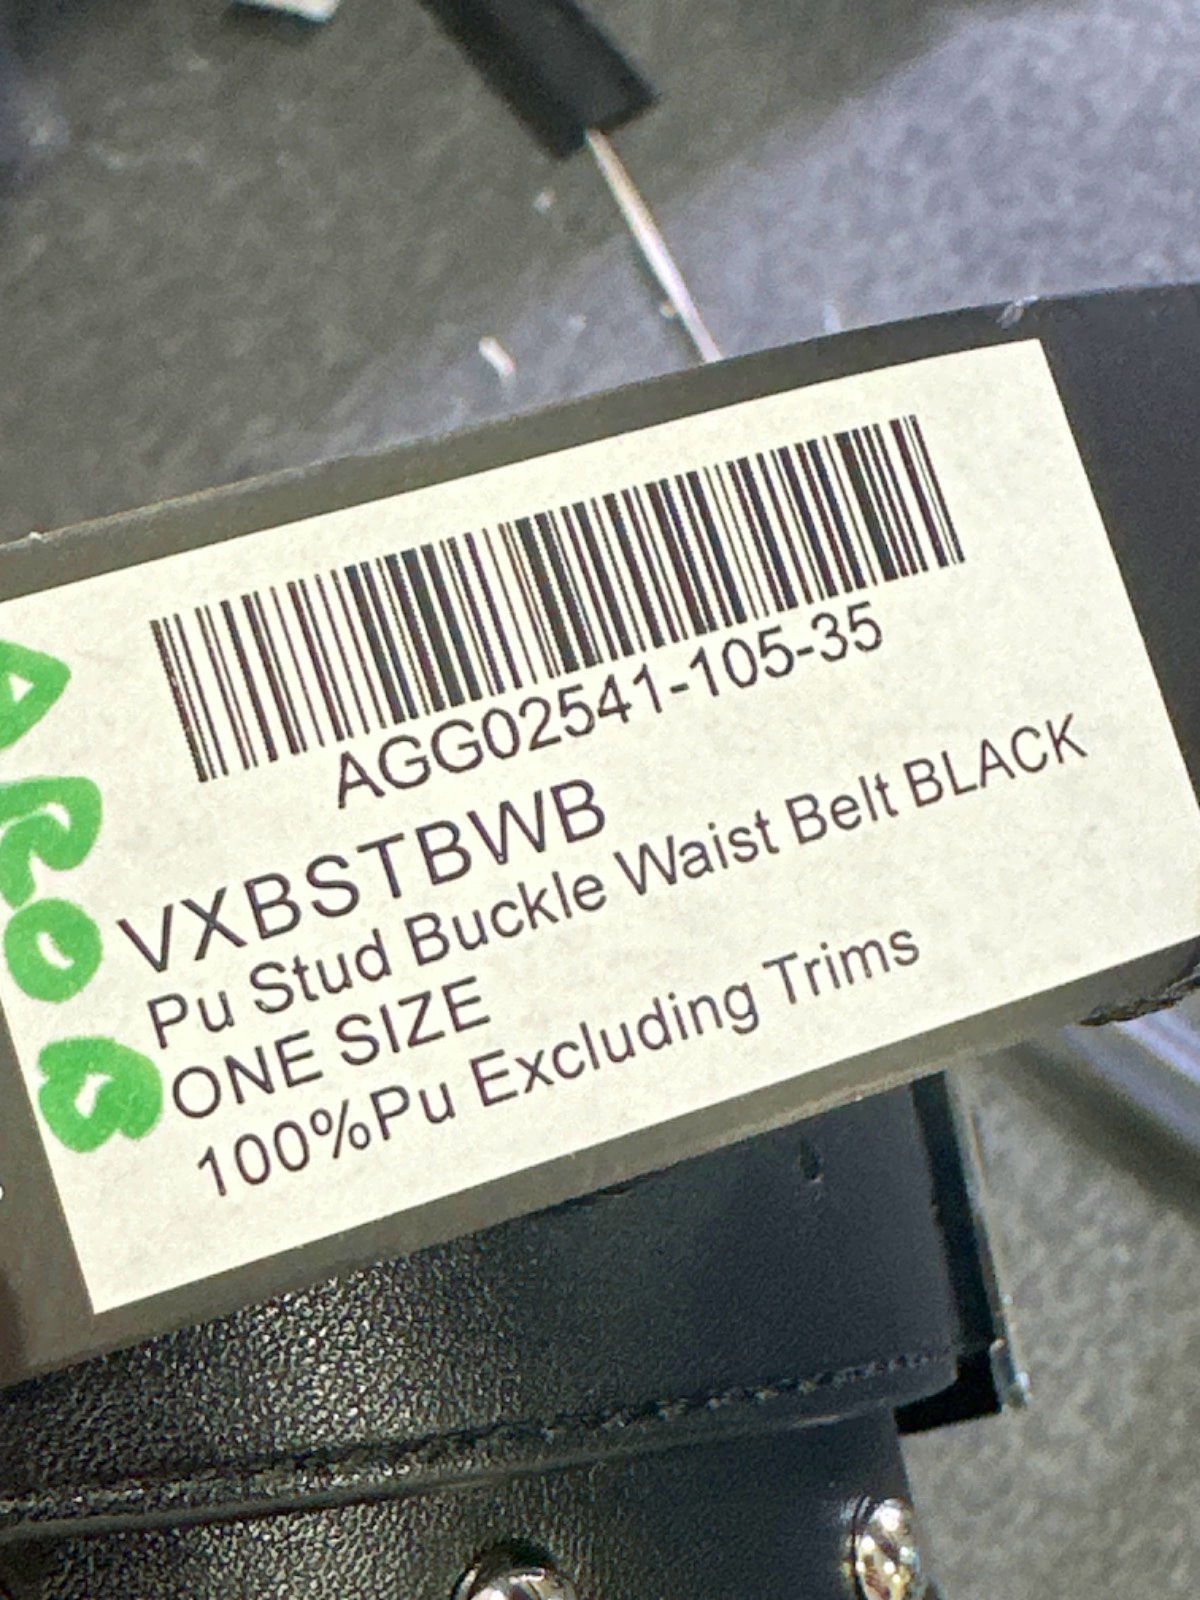 AGG02541-105-35
VXBSTBWB
Pu Stud Buckle Waist Belt BLACK
ONE SIZE
100%Pu Excluding Trims